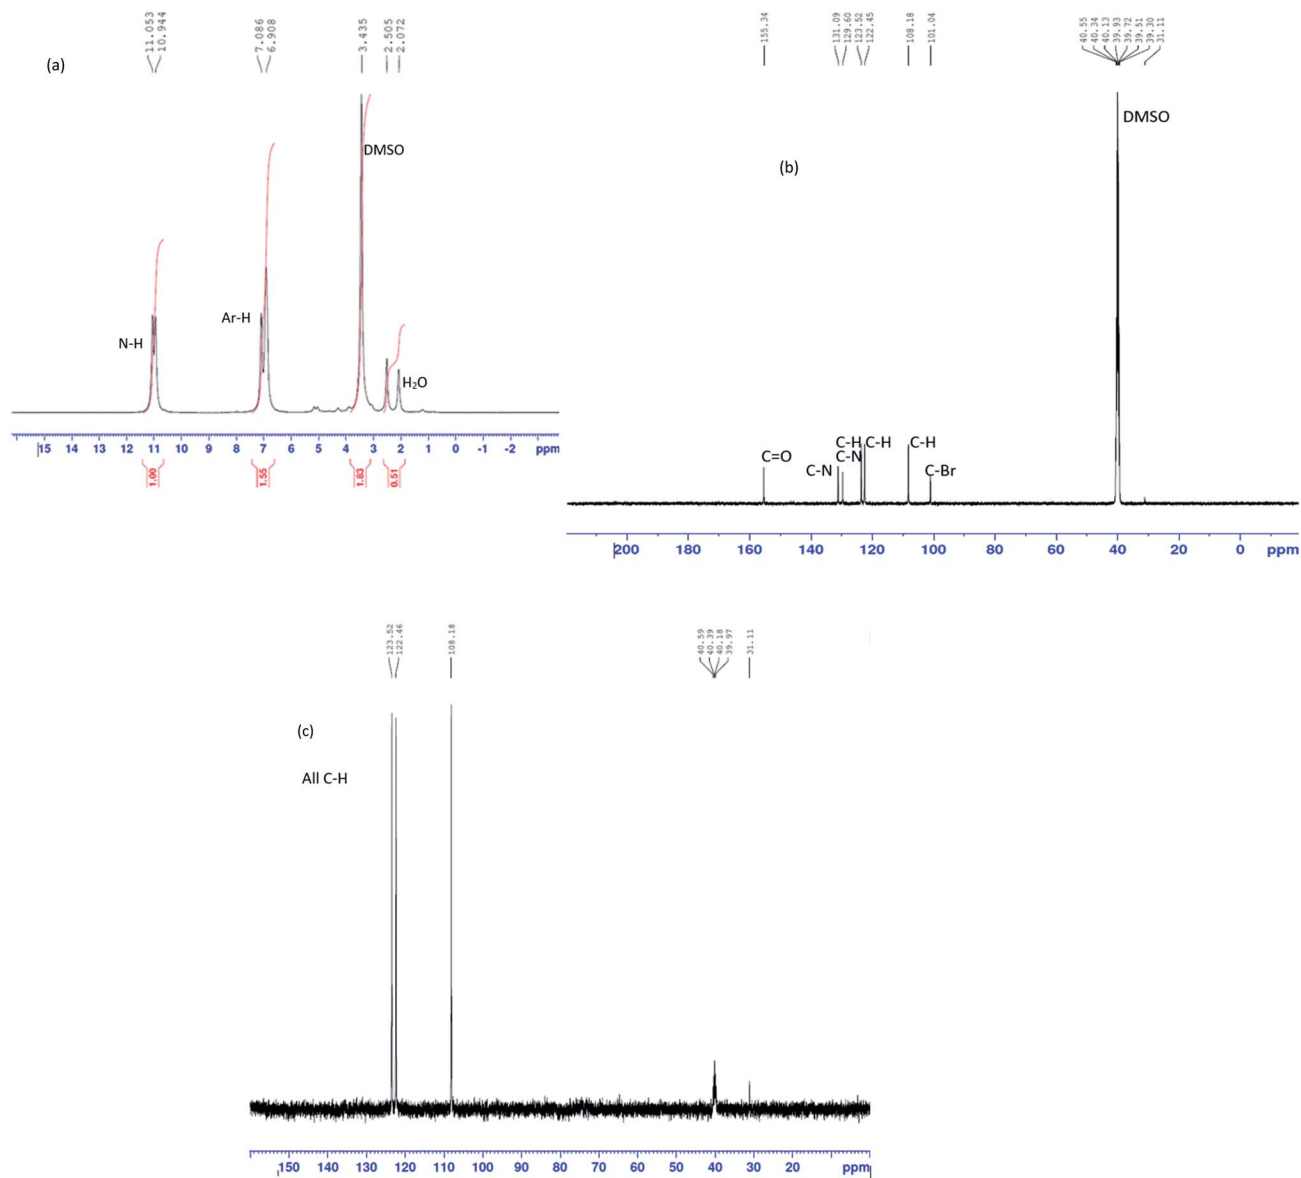 11.053
10.944
7.086
6.908
3.435
2.505
2.072
(a)
DMSO
N-H
Ar-H
H₂O
15 14 13 12 11 10 9 8 7 6 5 4 3 2 1 0 -1 -2 ppm
1.00
1.55
1.83
0.51
155.34
131.09
129.60
123.52
122.45
108.18
101.04
40.55
40.34
40.13
39.93
39.72
39.51
39.30
31.11
(b)
DMSO
C=O
C-N
C-H
C-N
C-H
C-H
C-Br
200 180 160 140 120 100 80 60 40 20 0 ppm
123.52
122.46
108.18
40.59
40.39
40.18
39.97
31.11
(c)
All C-H
150 140 130 120 110 100 90 80 70 60 50 40 30 20 ppm